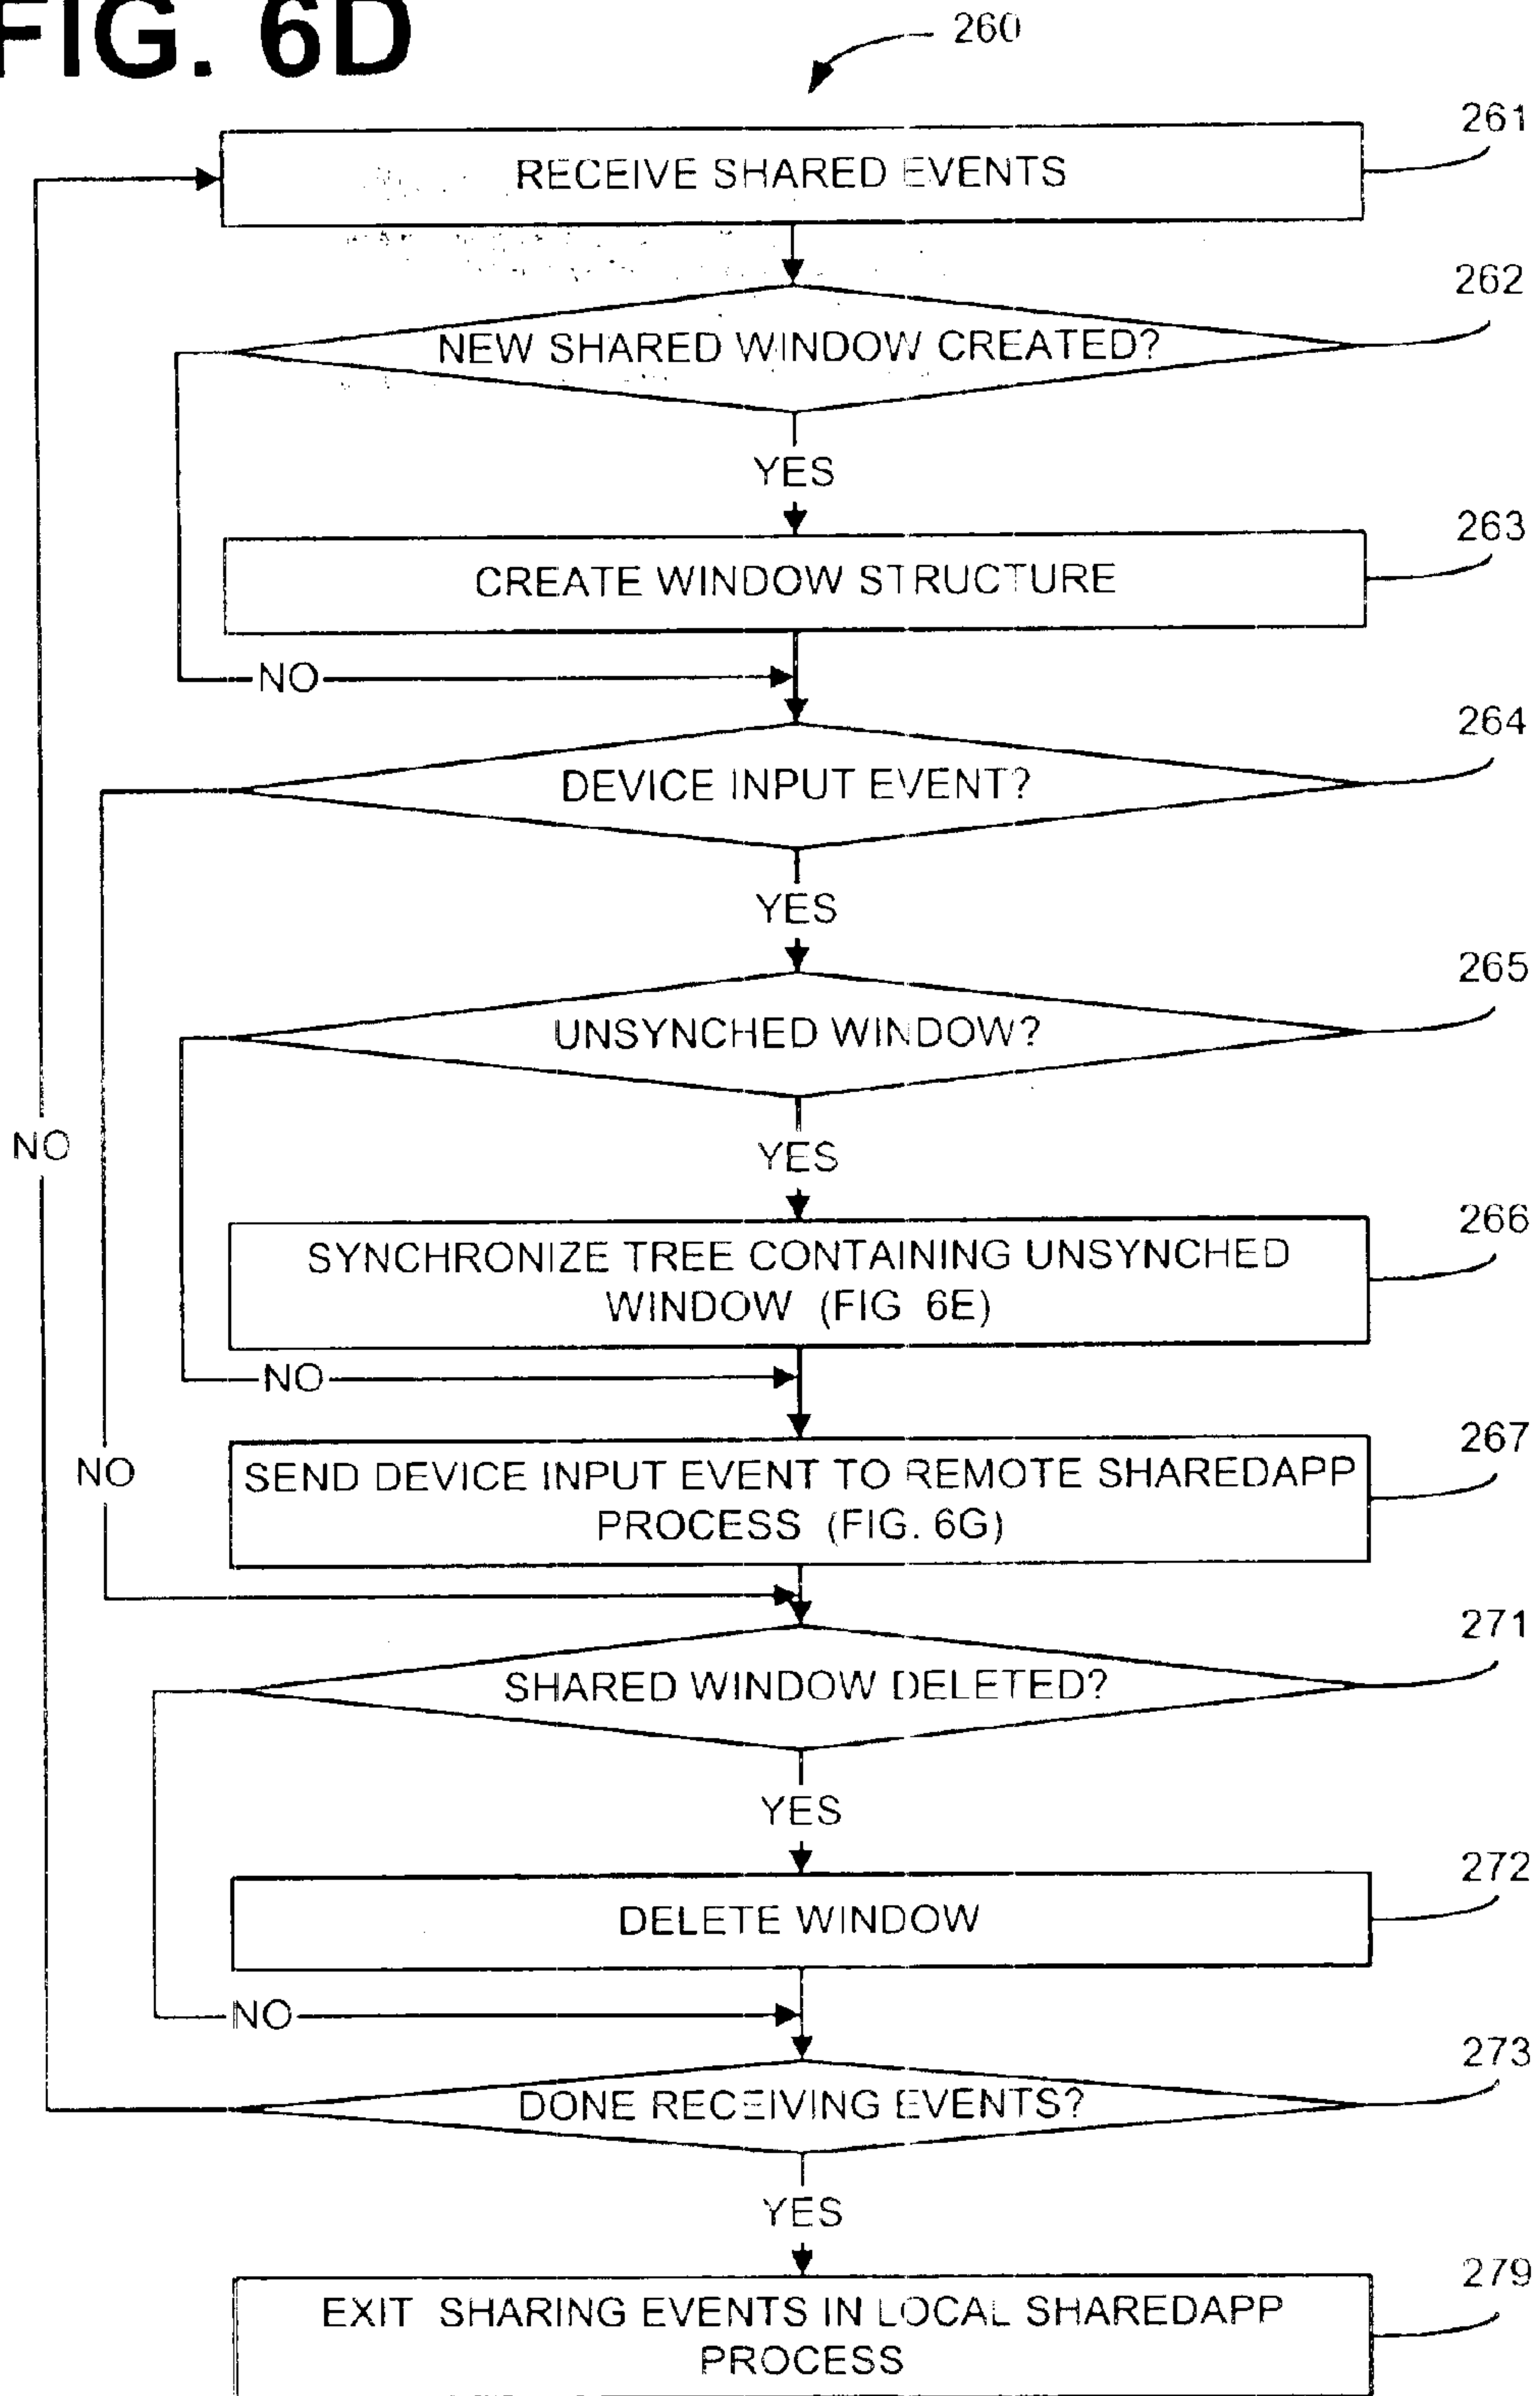 FIG. 6D
260
261
RECEIVE SHARED EVENTS
262
NEW SHARED WINDOW CREATED?
YES
263
CREATE WINDOW STRUCTURE
NO
264
DEVICE INPUT EVENT?
YES
265
UNSYNCHED WINDOW?
NO
YES
266
SYNCHRONIZE TREE CONTAINING UNSYNCHED
WINDOW (FIG 6E)
NO
267
NO
SEND DEVICE INPUT EVENT TO REMOTE SHAREDAPP
PROCESS (FIG. 6G)
271
SHARED WINDOW DELETED?
YES
272
DELETE WINDOW
NO
273
DONE RECEIVING EVENTS?
YES
279
EXIT SHARING EVENTS IN LOCAL SHAREDAPP
PROCESS